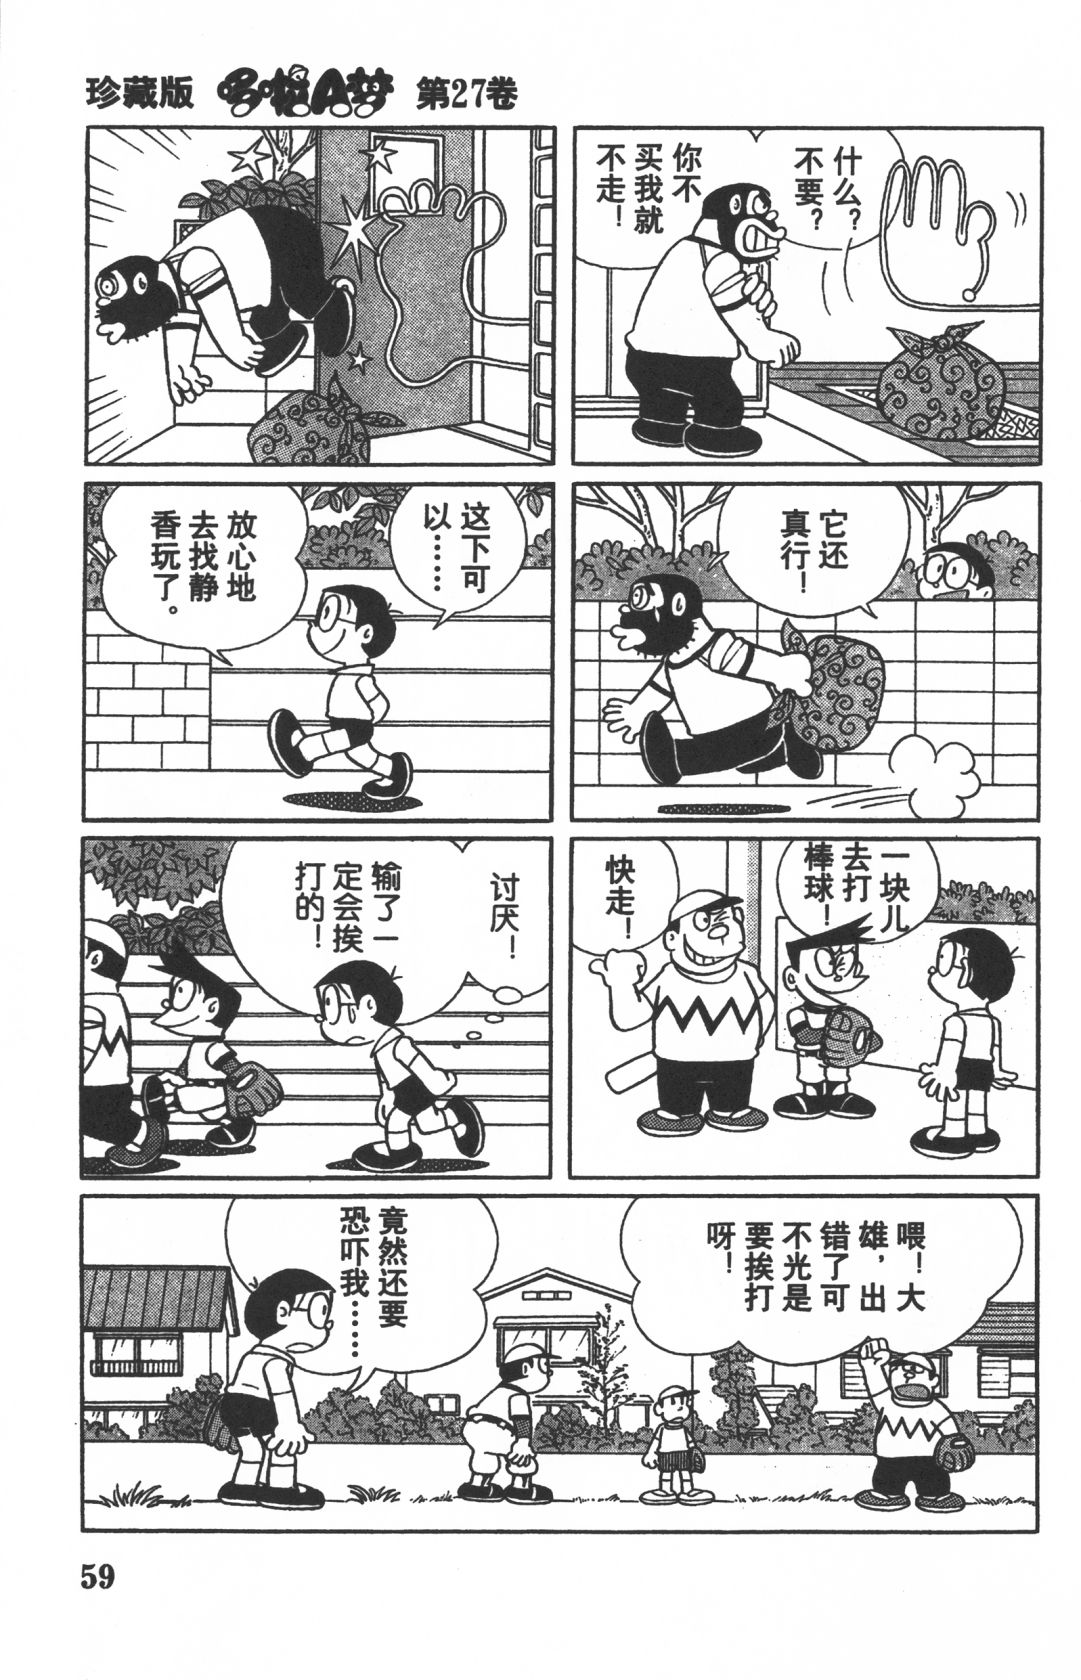 珍藏版 哆啦A梦 第27卷
什么？
不要？
你不
买我就
不走！
它还
真行！
这下可
以……
放心地
去找静
香玩了。
一块儿
去打
棒球！
快走！
讨厌！
输了一
定会挨
打的！
喂！大
雄，出
错了可
不光是
要挨打
呀！
竟然还要
恐吓我……
59